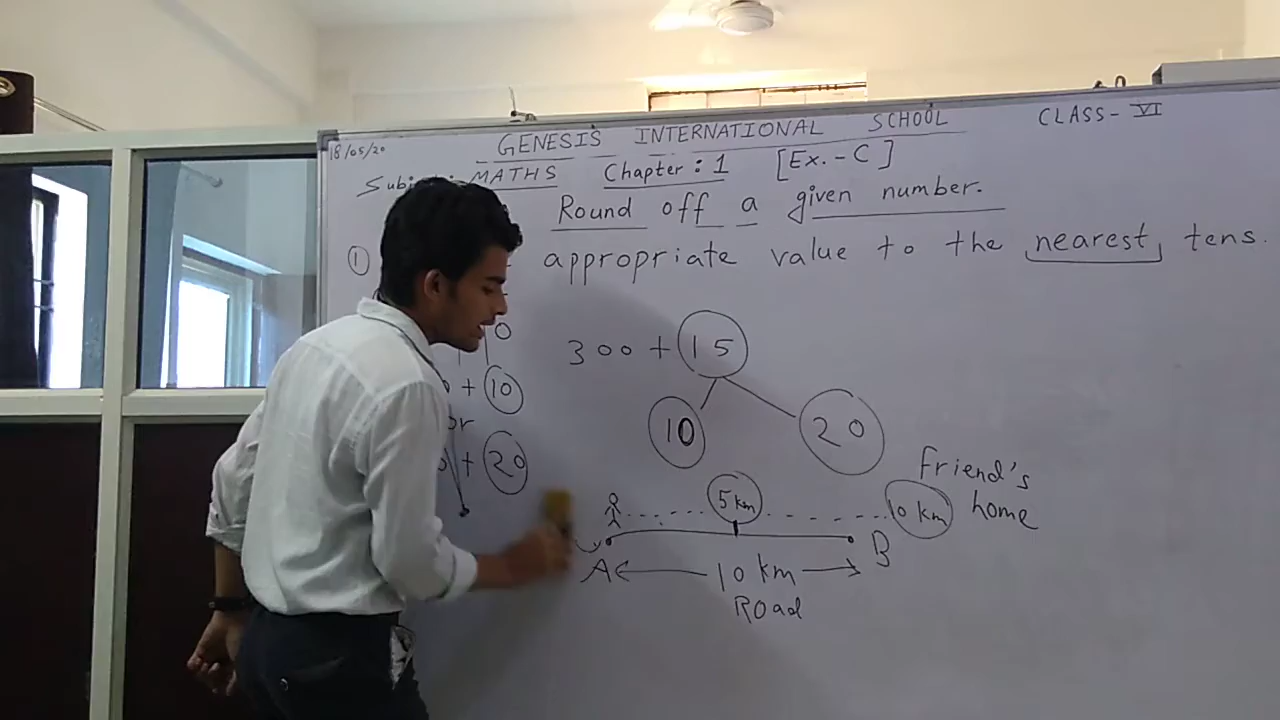 18/05/20
GENESIS INTERNATIONAL SCHOOL CLASS- VI
MATHS Chapter : 1 [Ex.-C]
Round off a given number.
① appropriate value to the nearest tens.
300 + 15
+ 10
or
+ 20
10 20
Friend's
home
5 km
10 km
A 10 km B
Road